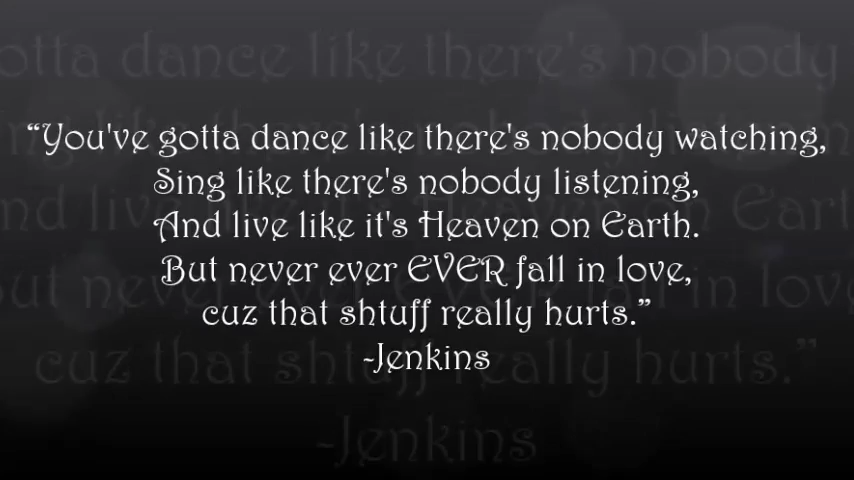 “You've gotta dance like there's nobody watching,
Sing like there's nobody listening,
And live like it's Heaven on Earth.
But never ever EVER fall in love,
cuz that shtuff really hurts.”
-Jenkins